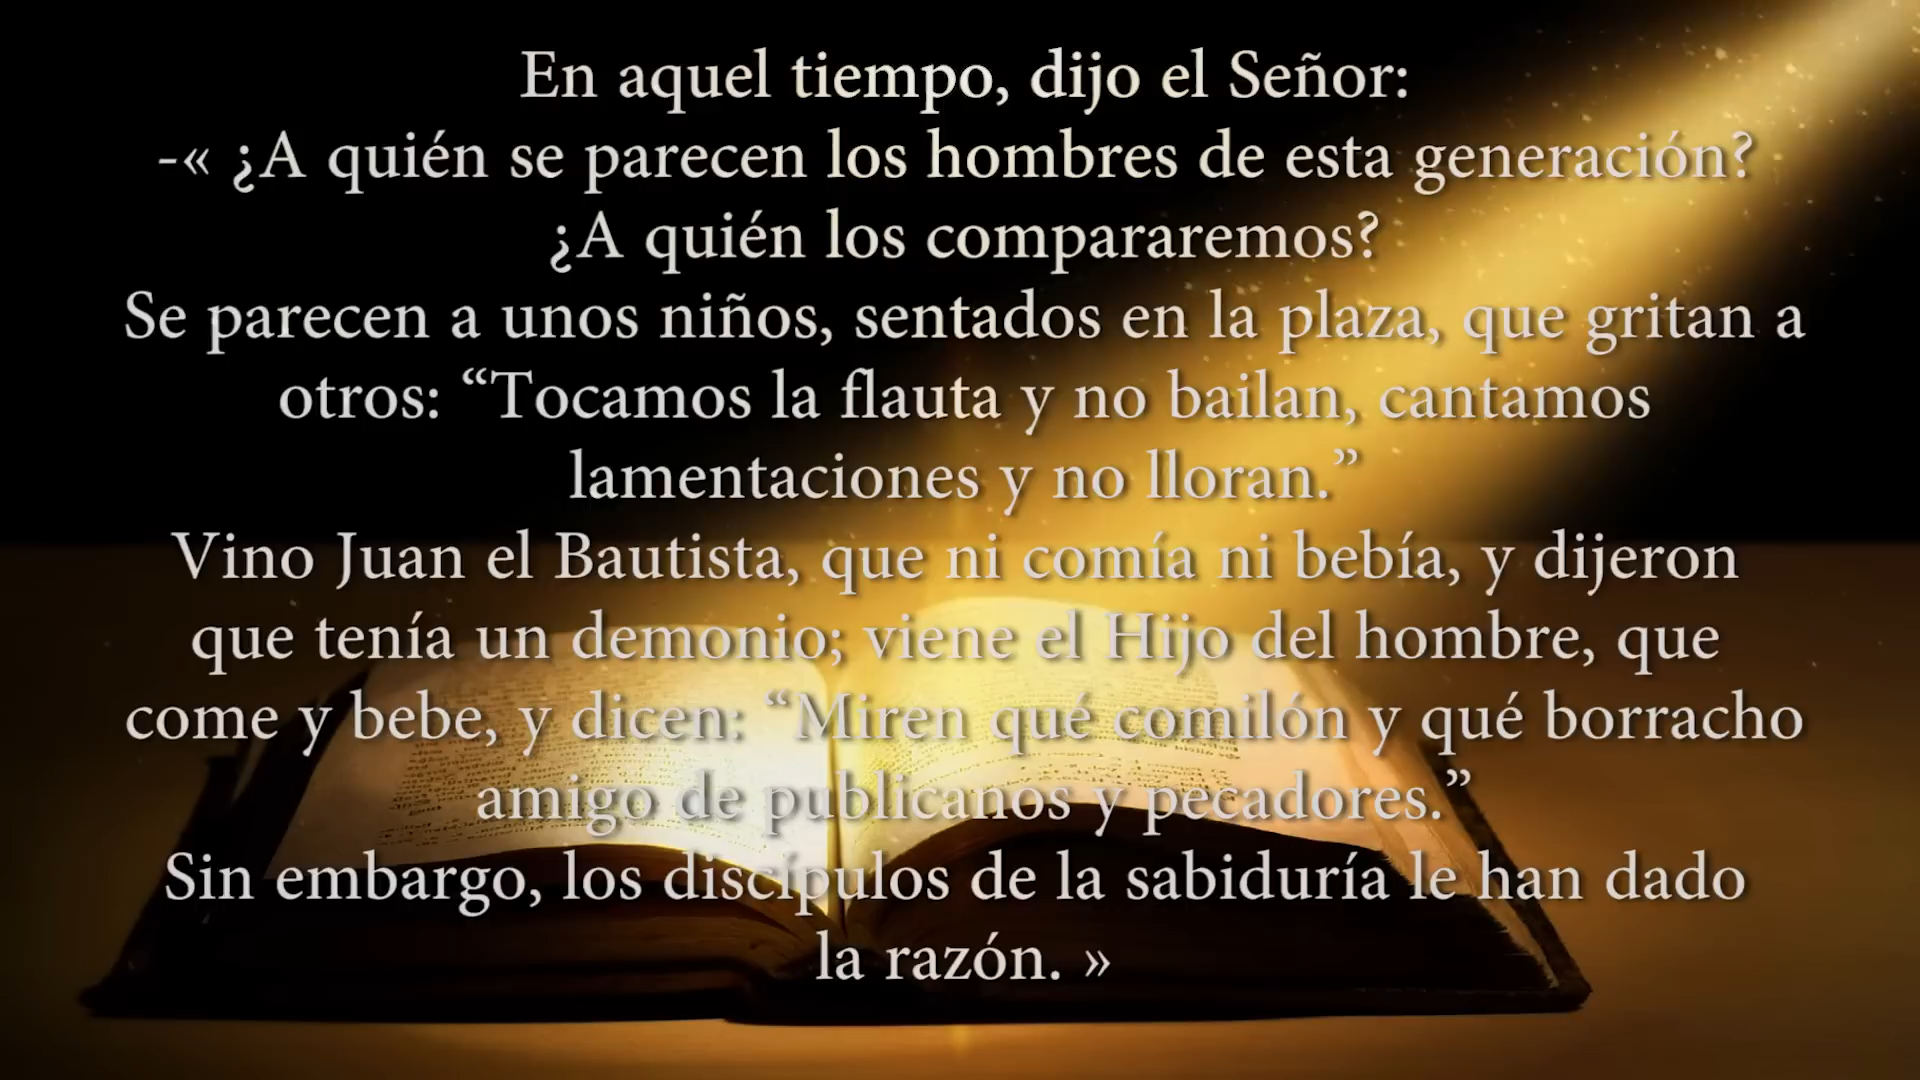 En aquel tiempo, dijo el Señor:
-« ¿A quién se parecen los hombres de esta generación?
¿A quién los compararemos?
Se parecen a unos niños, sentados en la plaza, que gritan a
otros: “Tocamos la flauta y no bailan, cantamos
lamentaciones y no lloran.”
Vino Juan el Bautista, que ni comía ni bebía, y dijeron
que tenía un demonio; viene el Hijo del hombre, que
come y bebe, y dicen: “Miren qué comilón y qué borracho
amigo de publicanos y pecadores.”
Sin embargo, los discípulos de la sabiduría le han dado
la razón. »